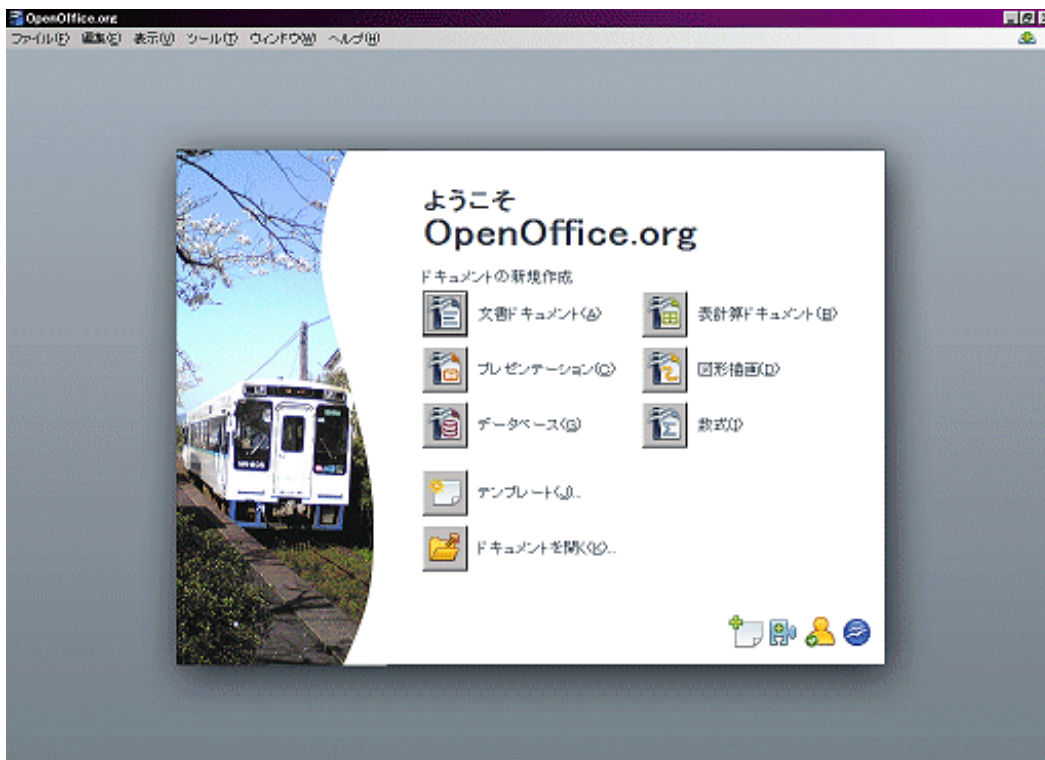 OpenOffice.org
ファイル(F) 編集(E) 表示(V) ツール(T) ウィンドウ(W) ヘルプ(H)
ようこそ
OpenOffice.org
ドキュメントの新規作成
文書ドキュメント(A) 表計算ドキュメント(B)
プレゼンテーション(C) 図形描画(D)
データベース(G) 数式(I)
テンプレート(J)...
ドキュメントを開く(K)...